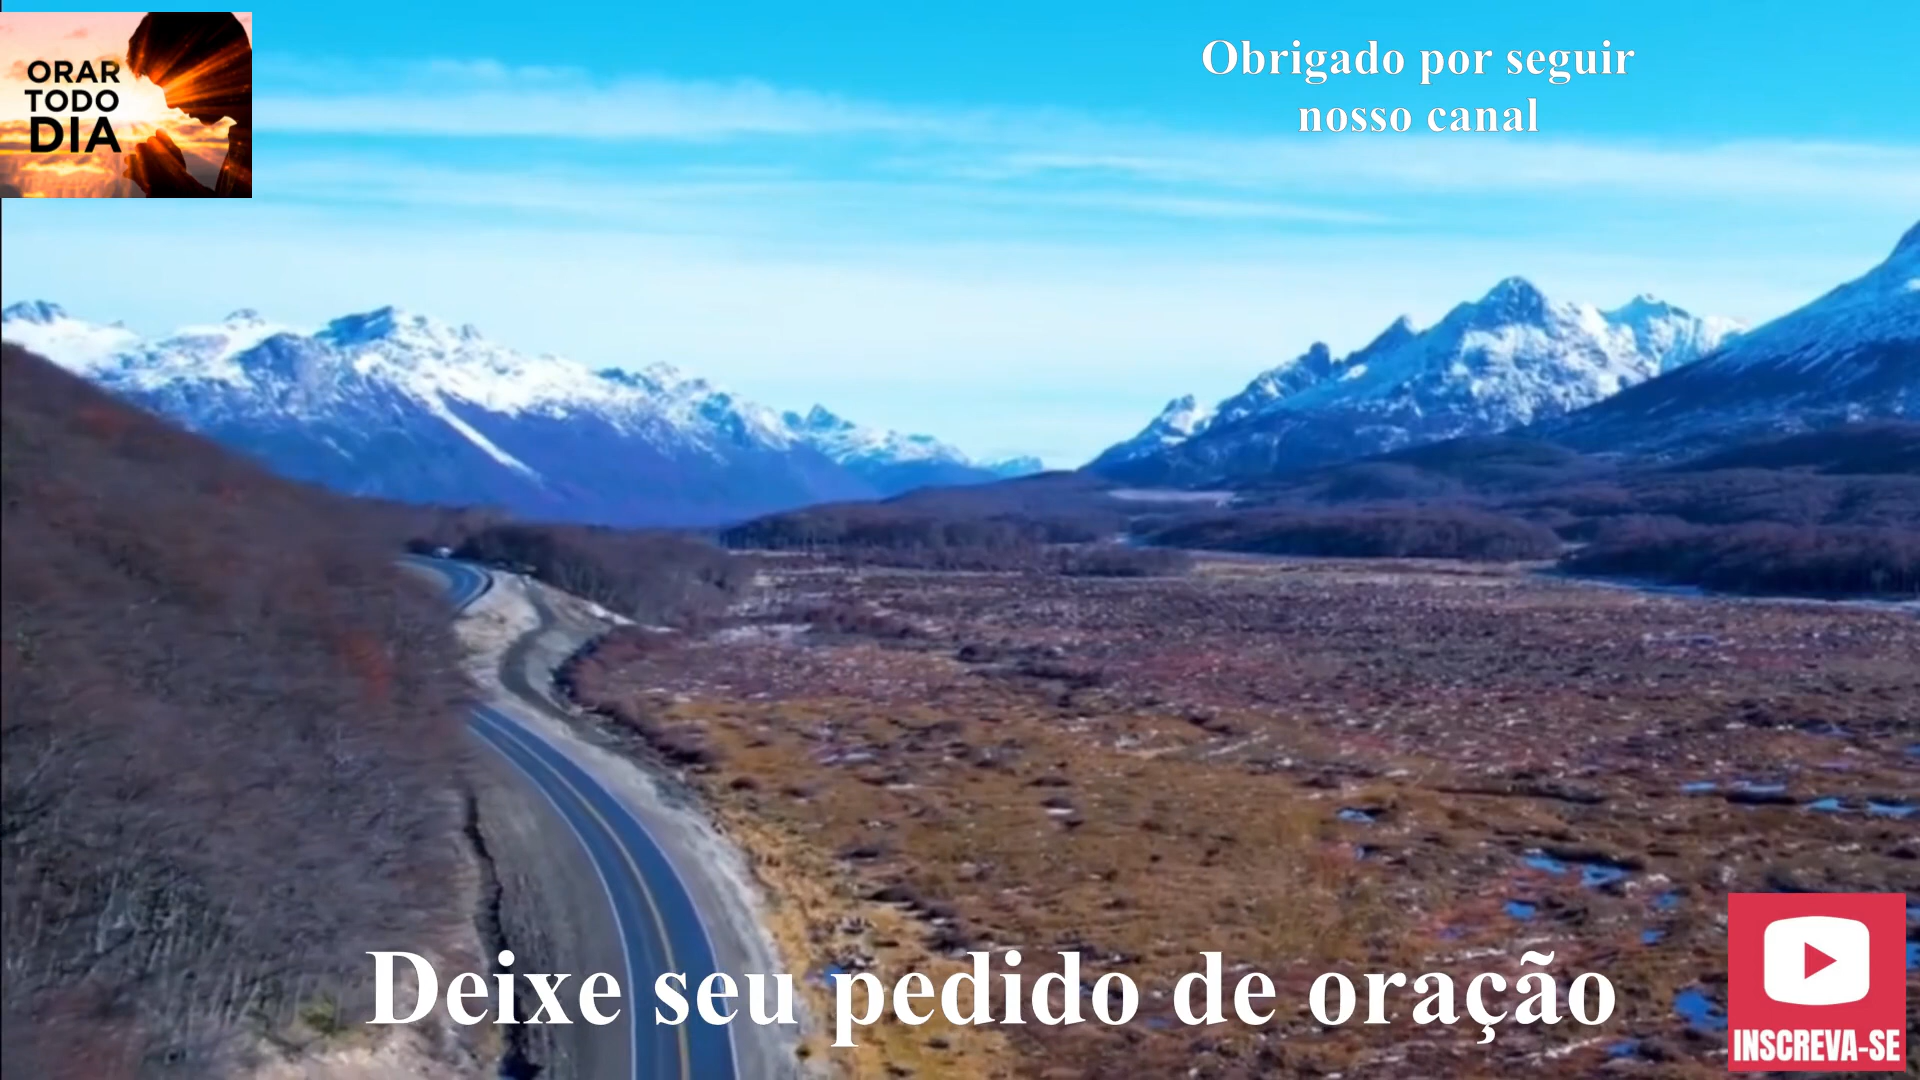 ORAR
TODO
DIA
Obrigado por seguir
nosso canal
Deixe seu pedido de oração
INSCREVA-SE